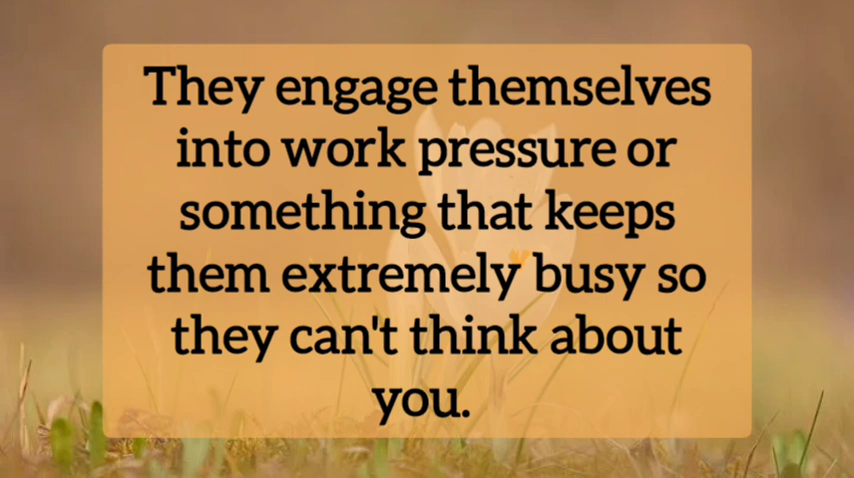 They engage themselves
into work pressure or
something that keeps
them extremely busy so
they can't think about
you.